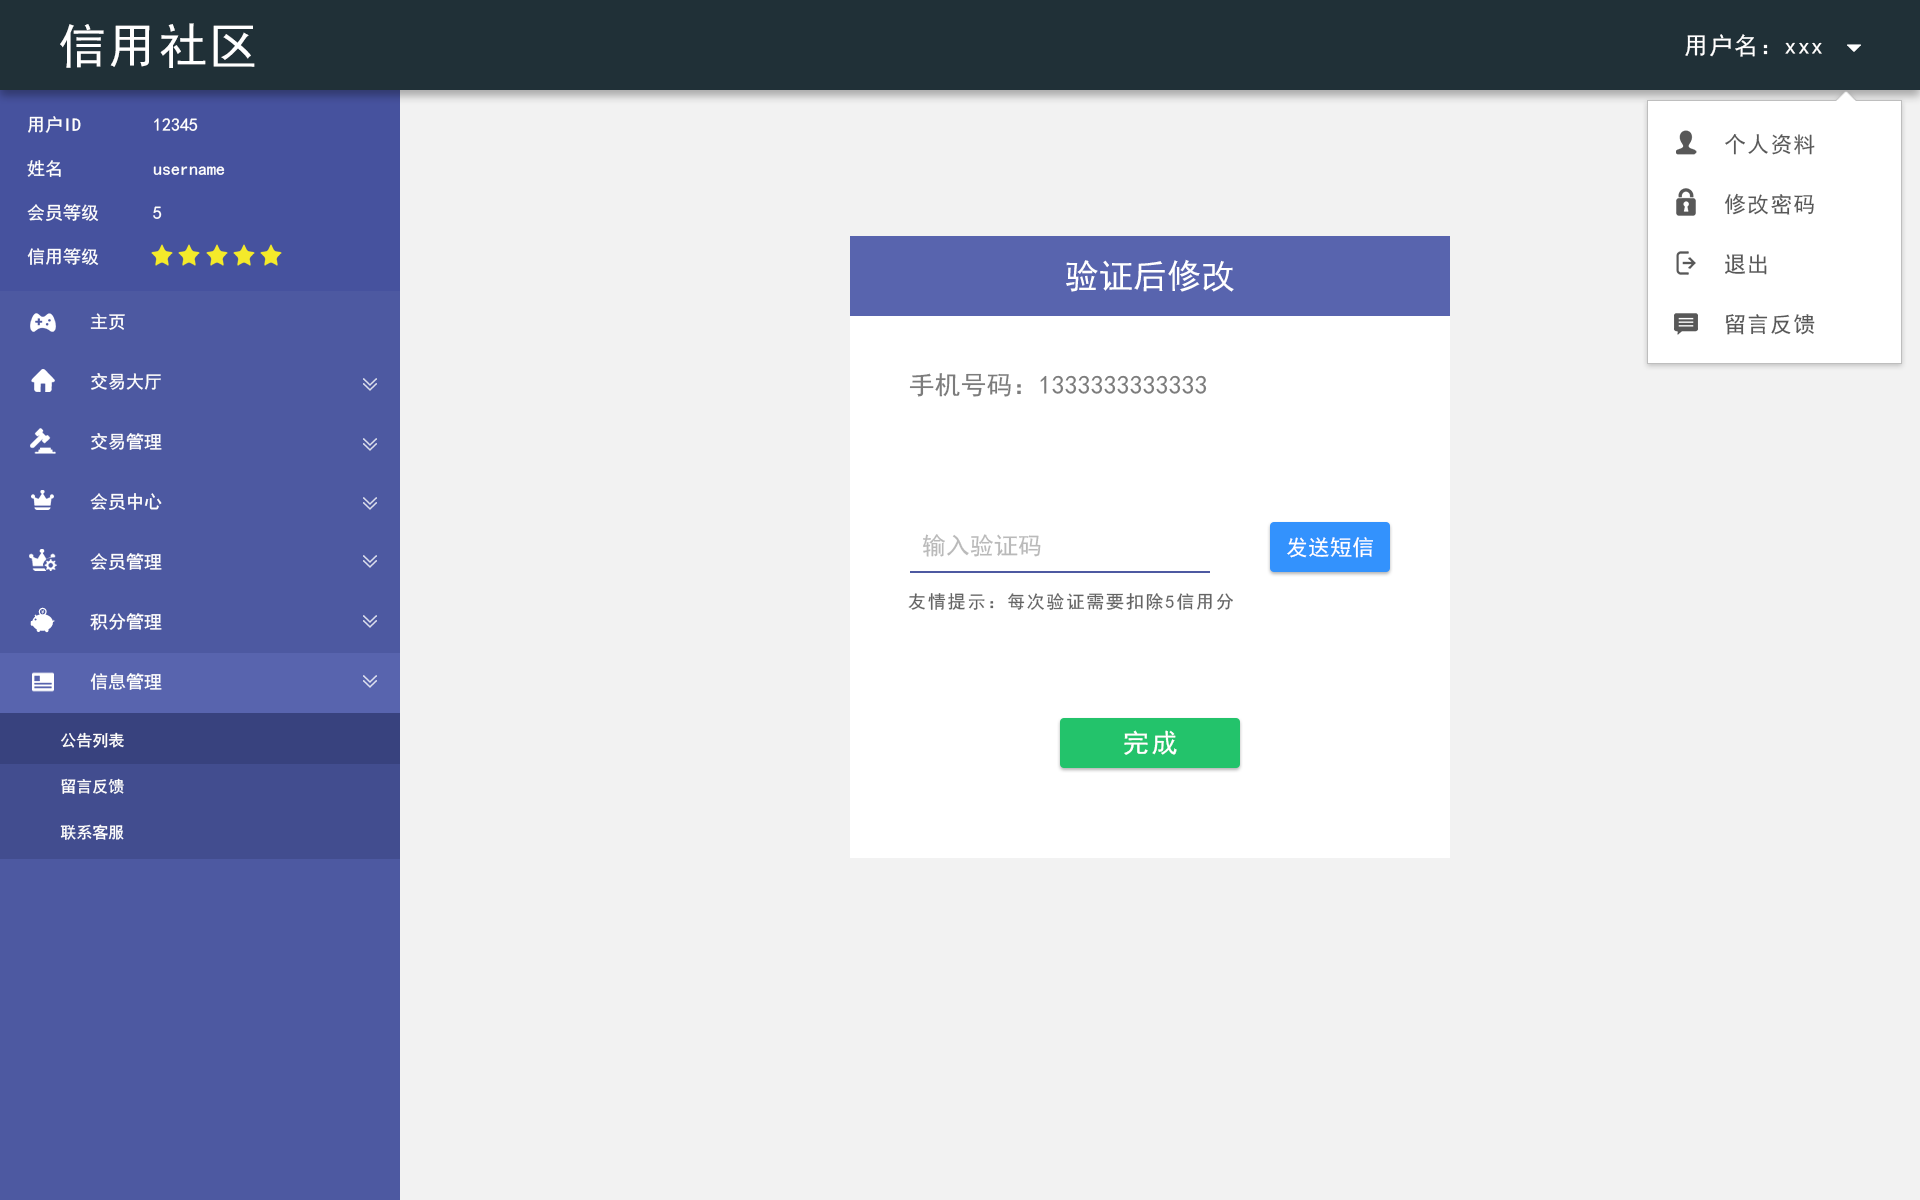 信用社区
用户名：xxx
用户ID 12345
姓名 username
会员等级 5
信用等级
主页
交易大厅
交易管理
会员中心
会员管理
积分管理
信息管理
公告列表
留言反馈
联系客服
验证后修改
手机号码：1333333333333
输入验证码
发送短信
友情提示：每次验证需要扣除5信用分
完成
个人资料
修改密码
退出
留言反馈